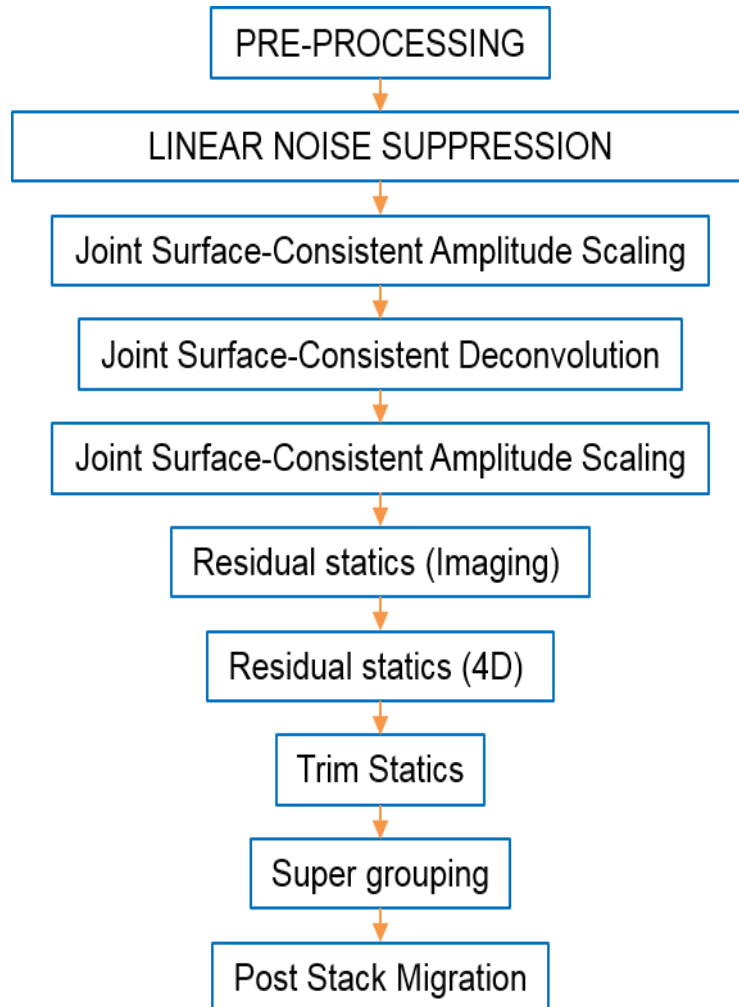 PRE-PROCESSING
LINEAR NOISE SUPPRESSION
Joint Surface-Consistent Amplitude Scaling
Joint Surface-Consistent Deconvolution
Joint Surface-Consistent Amplitude Scaling
Residual statics (Imaging)
Residual statics (4D)
Trim Statics
Super grouping
Post Stack Migration